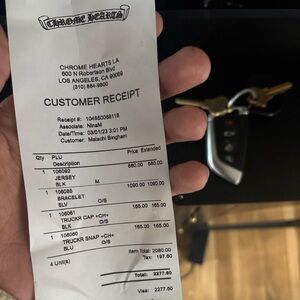 CHROME HEARTS
CHROME HEARTS LA
600 N Robertson Blvd
LOS ANGELES, CA 90069
(310) 854-9800
CUSTOMER RECEIPT
Associate: NinaM
Date/Time: 03/01/23 3:01 PM
Customer: Malachi Bingham
Qty PLU Price Extended
Description 660.00 660.00
1 106092
JERSEY
BLK M
1 106085 1090.00 1090.00
BRACELET
SLV O/S
1 106061 165.00 165.00
TRUCKR CAP +CH+
BLK O/S
1 106060 165.00 165.00
TRUCKR SNAP +CH+
BLU O/S
Item Total: 2080.00
4 Unit(s) Tax: 197.60
Total: 2277.60
Visa: 2277.60